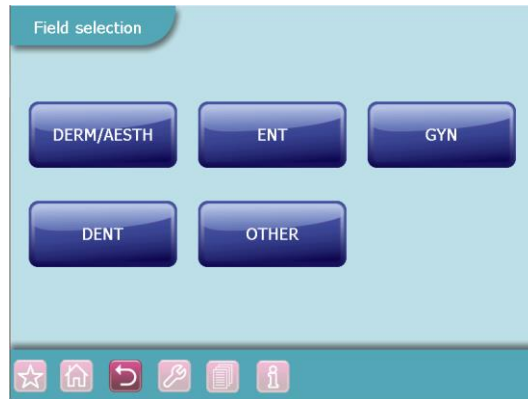 Field selection
DERM/AESTH
ENT
GYN
DENT
OTHER